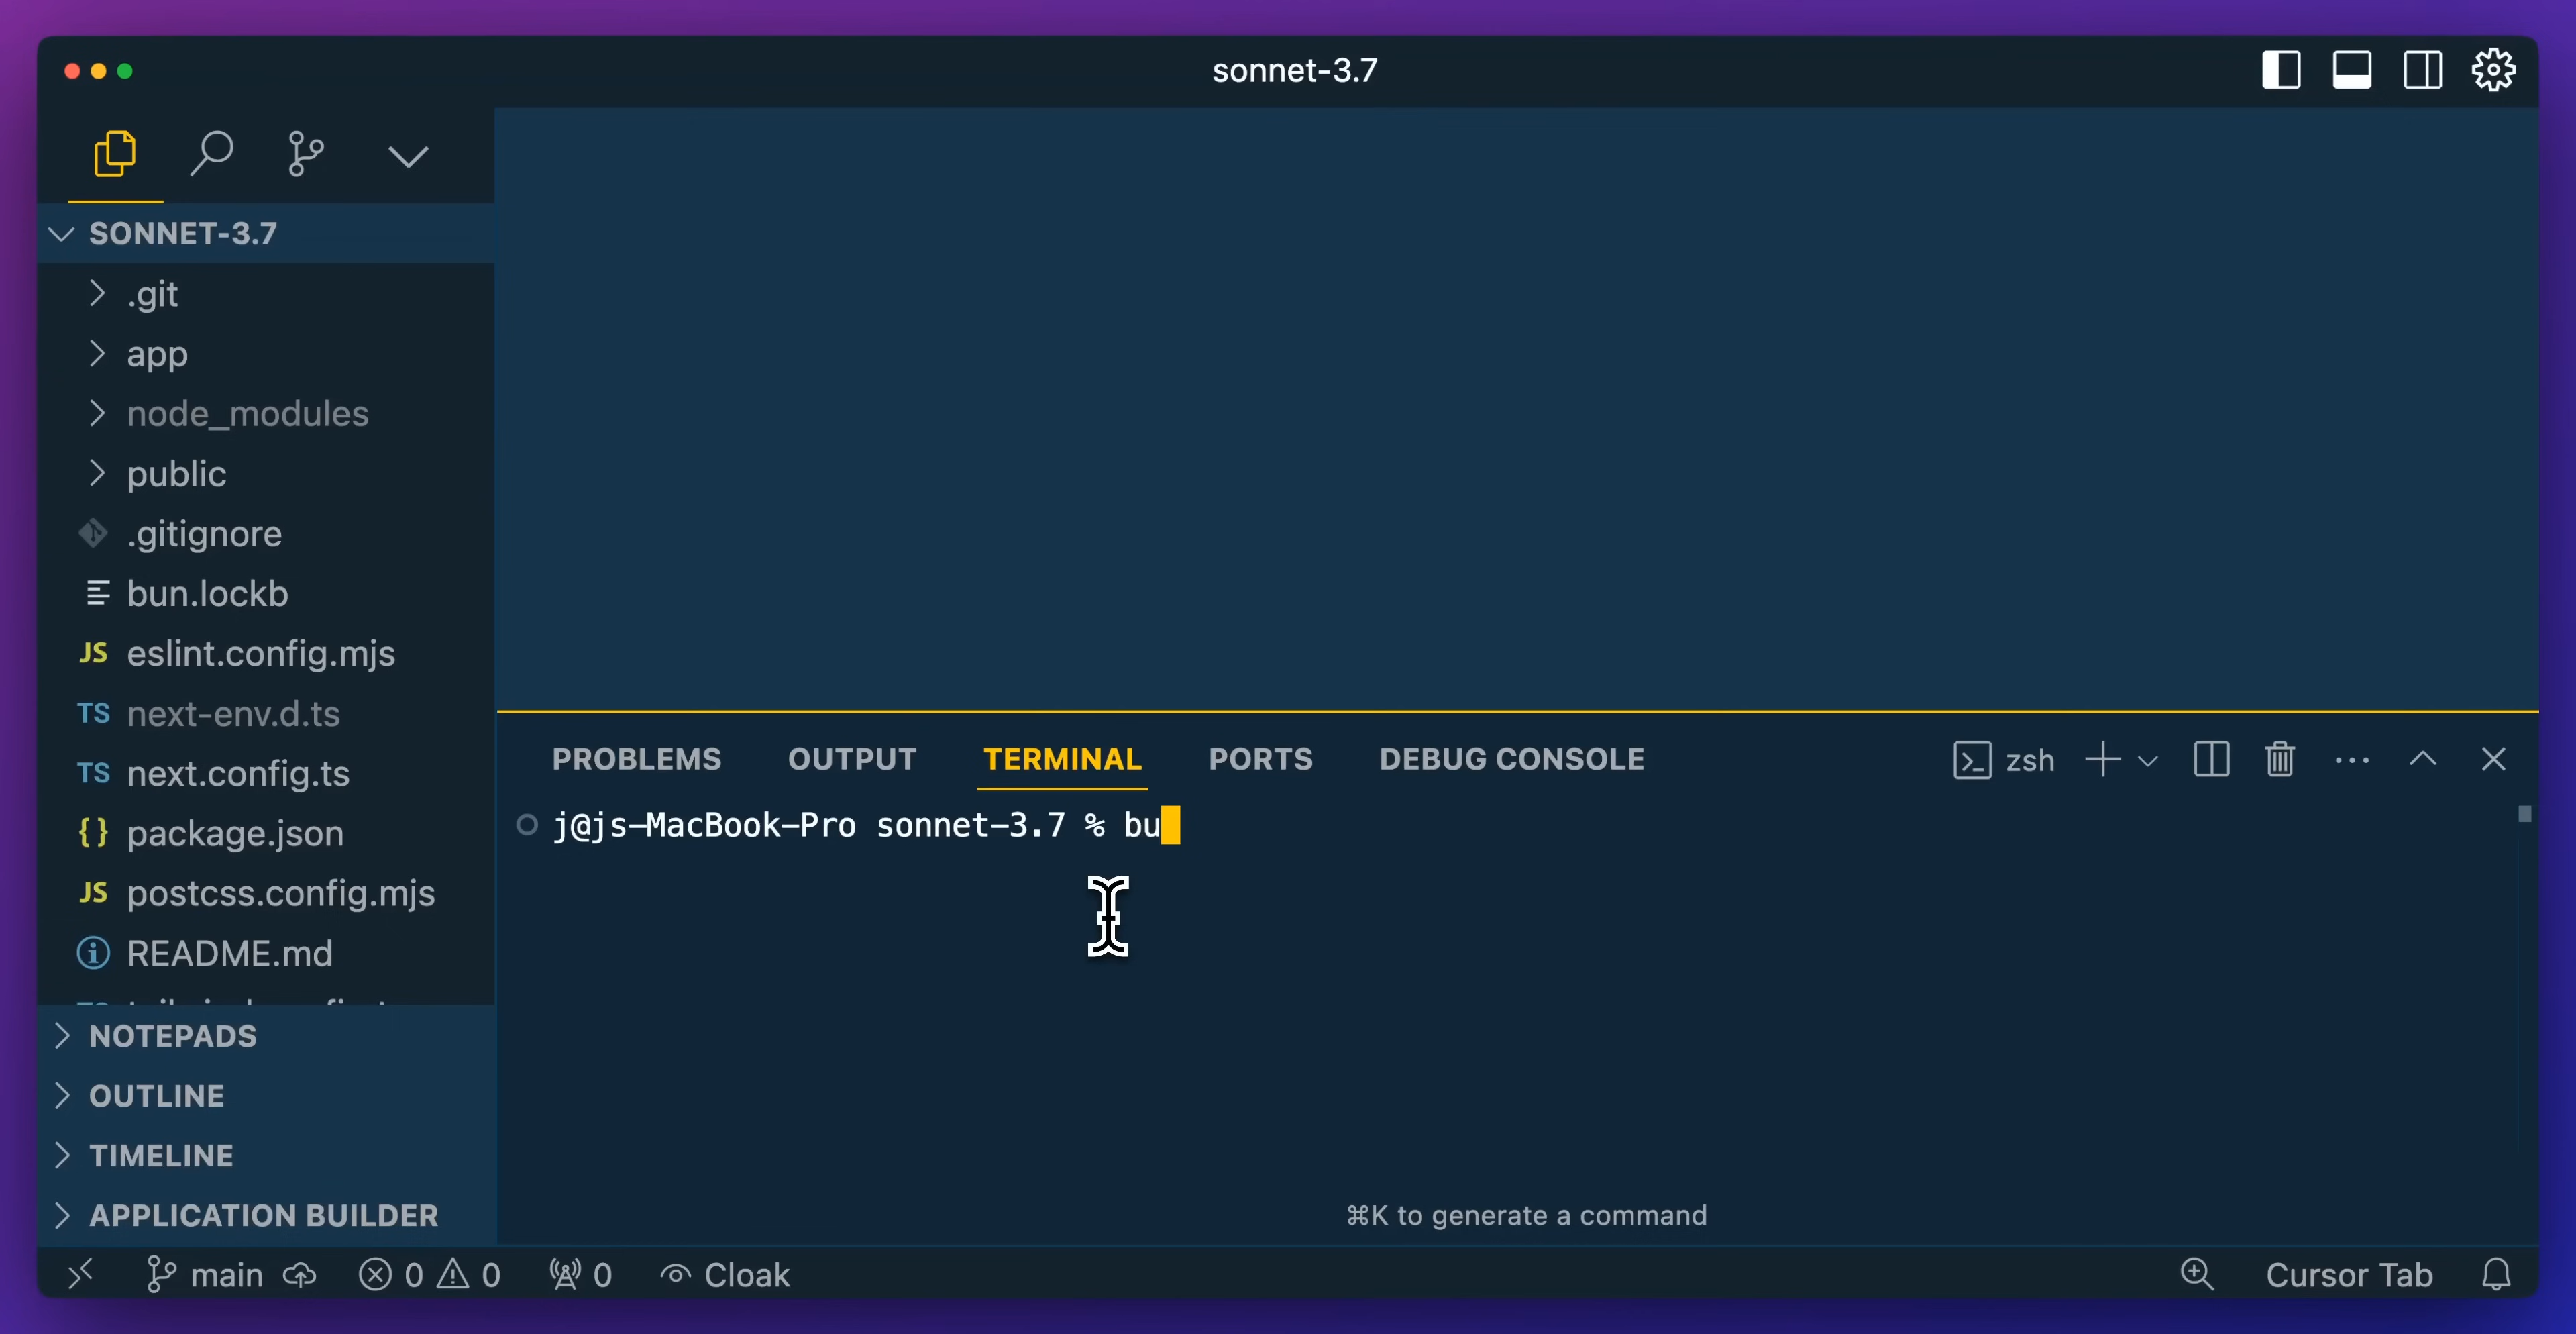 sonnet-3.7
SONNET-3.7
.git
app
node_modules
public
.gitignore
bun.lockb
JS eslint.config.mjs
TS next-env.d.ts
TS next.config.ts
{} package.json
JS postcss.config.mjs
README.md
PROBLEMS OUTPUT TERMINAL PORTS DEBUG CONSOLE zsh
j@js-MacBook-Pro sonnet-3.7 % bu
⌘K to generate a command
NOTEPADS
OUTLINE
TIMELINE
APPLICATION BUILDER
main 0 0 0 Cloak Cursor Tab